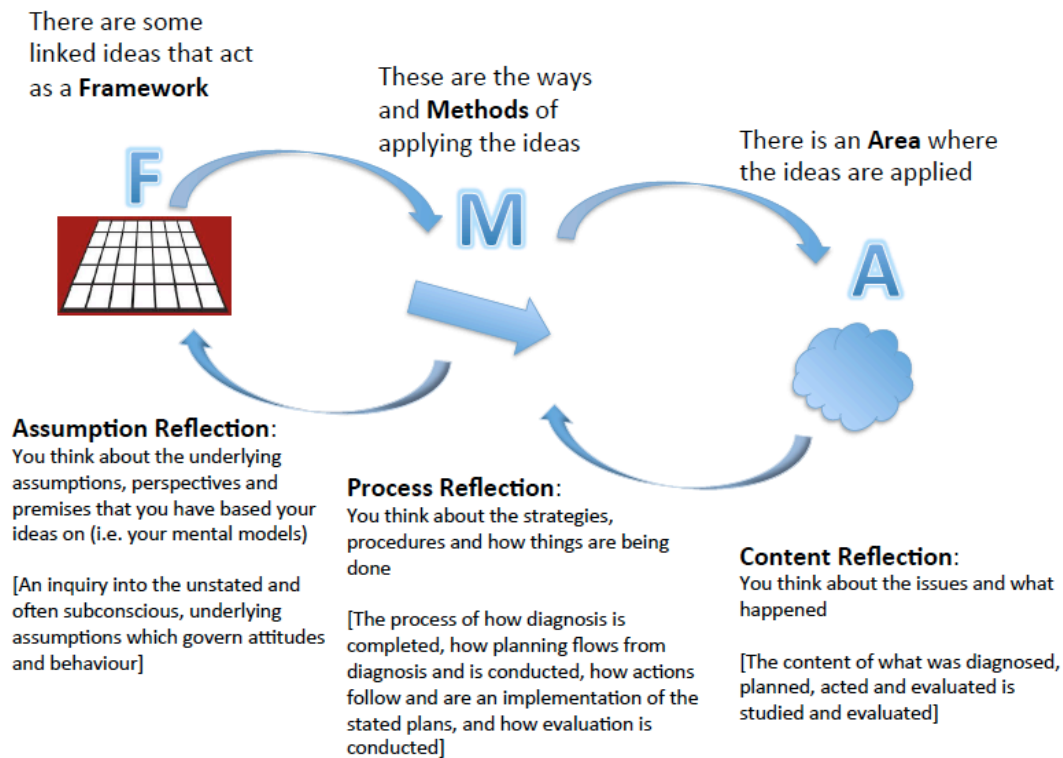 There are some
linked ideas that act
as a Framework
These are the ways
and Methods of
applying the ideas
There is an Area where
the ideas are applied
F
M
A
Assumption Reflection:
You think about the underlying
assumptions, perspectives and
premises that you have based your
ideas on (i.e. your mental models)
[An inquiry into the unstated and
often subconscious, underlying
assumptions which govern attitudes
and behaviour]
Process Reflection:
You think about the strategies,
procedures and how things are being
done
[The process of how diagnosis is
completed, how planning flows from
diagnosis and is conducted, how actions
follow and are an implementation of the
stated plans, and how evaluation is
conducted]
Content Reflection:
You think about the issues and what
happened
[The content of what was diagnosed,
planned, acted and evaluated is
studied and evaluated]